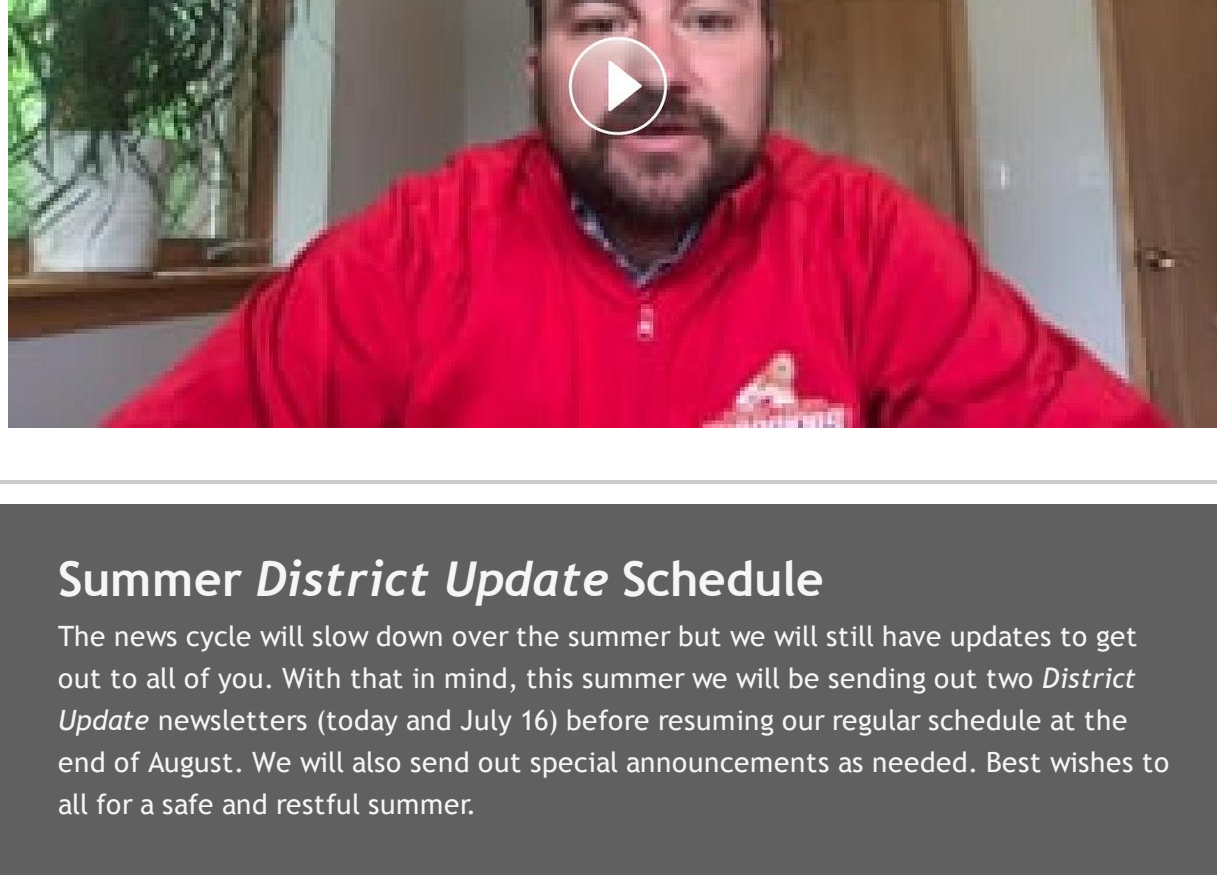 Summer District Update Schedule
The news cycle will slow down over the summer but we will still have updates to get
out to all of you. With that in mind, this summer we will be sending out two District
Update newsletters (today and July 16) before resuming our regular schedule at the
end of August. We will also send out special announcements as needed. Best wishes to
all for a safe and restful summer.